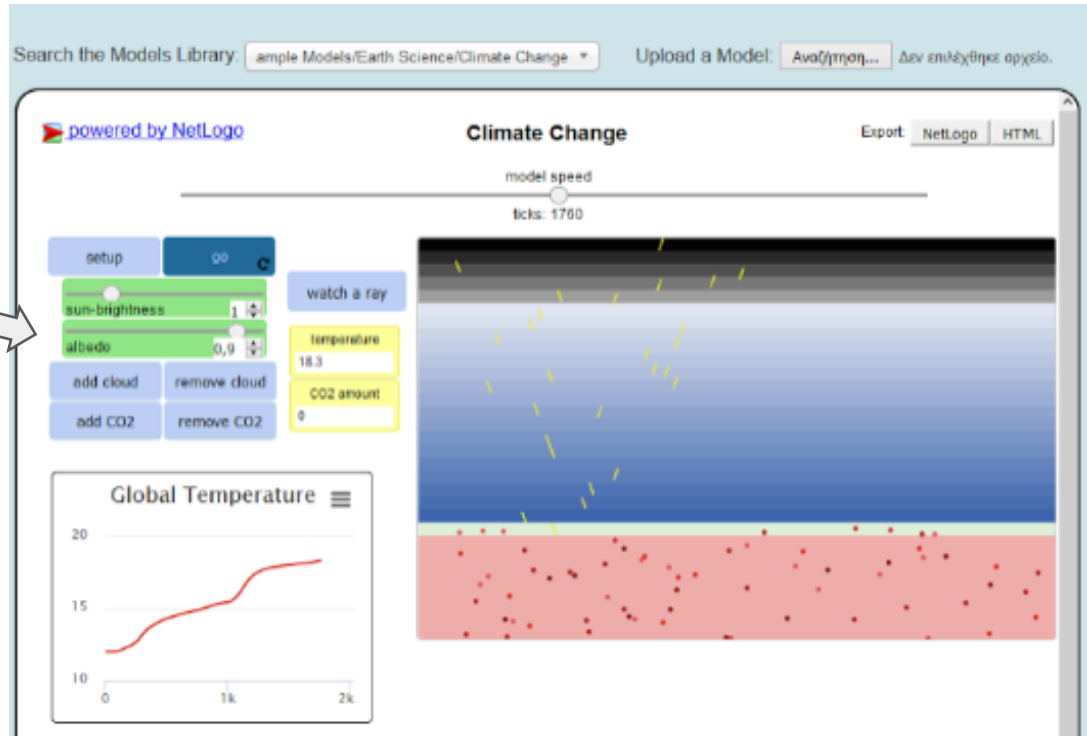 Search the Models Library: ample Models/Earth Science/Climate Change Upload a Model: Αναζήτηση... Δεν επιλέχθηκε αρχείο.
powered by NetLogo Climate Change Export: NetLogo HTML
model speed
ticks: 1760
setup go
watch a ray
sun-brightness 1
albedo 0,9
temperature
18.3
add cloud remove cloud
CO2 amount
0
add CO2 remove CO2
Global Temperature
20
15
10
0 1k 2k